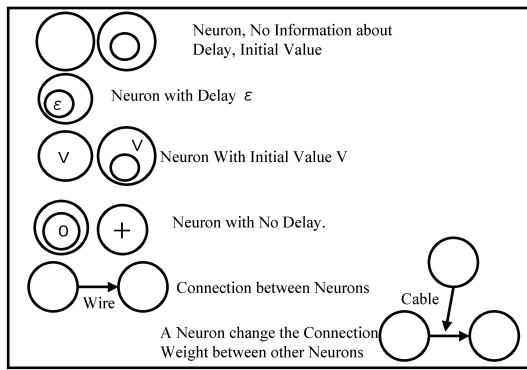 Neuron, No Information about
Delay, Initial Value
ε
Neuron with Delay ε
V
V
Neuron With Initial Value V
0
+
Neuron with No Delay.
Wire
Connection between Neurons
Cable
A Neuron change the Connection
Weight between other Neurons